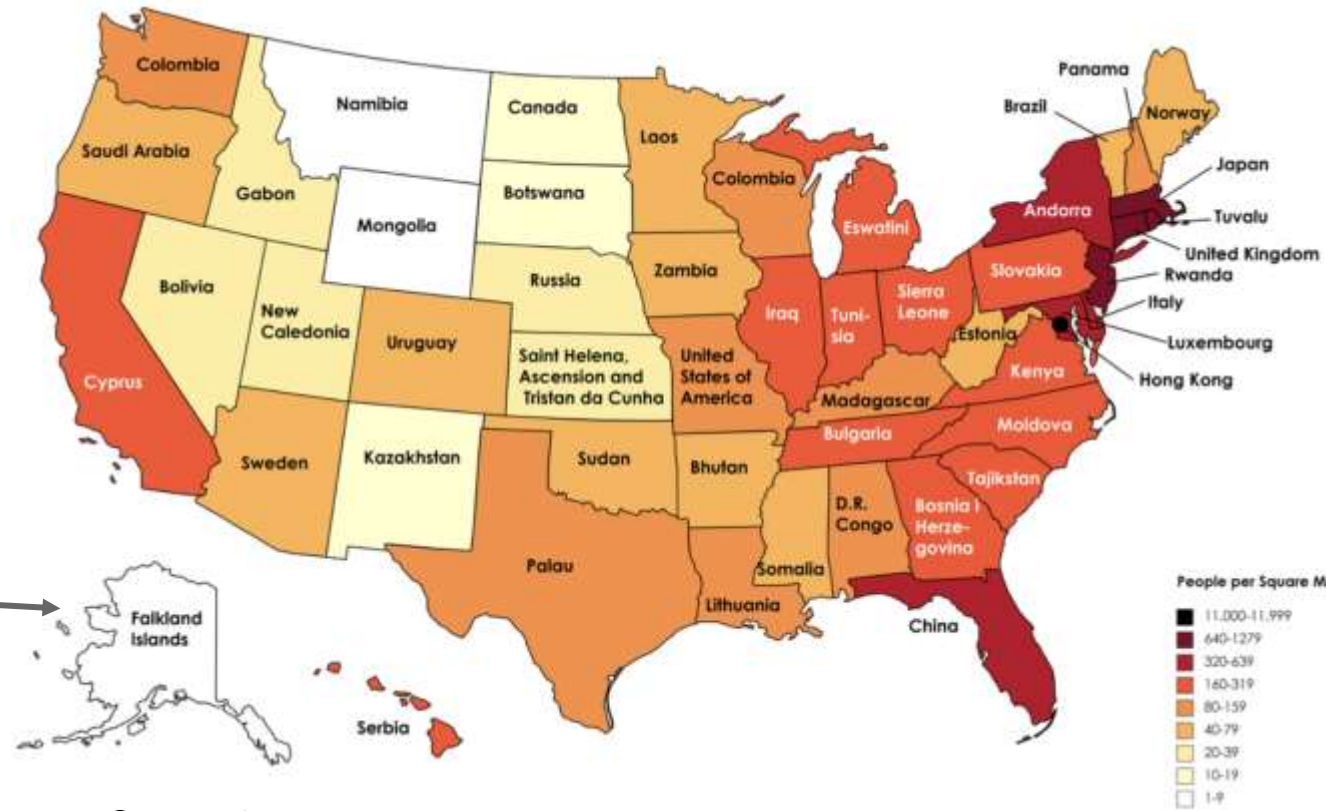 Panama
Colombia
Brazil
Norway
Namibia
Canada
Laos
Saudi Arabia
Japan
Colombia
Gabon
Botswana
Andorra
Tuvalu
Eswatini
Mongolia
United Kingdom
Slovakia
Zambia
Rwanda
Bolivia
Russia
Sierra
Leone
Italy
New
Caledonia
Iraq
Tuni-
sia
Estonia
Uruguay
Luxembourg
Saint Helena,
Ascension and
Tristan da Cunha
United
States of
America
Kenya
Hong Kong
Cyprus
Madagascar
Moldova
Bulgaria
Sweden
Kazakhstan
Sudan
Bhutan
Tajikstan
D.R.
Congo
Bosnia i
Herze-
govina
Palau
Somalia
Lithuania
China
Falkland
Islands
Serbia
People per Square M
11.000-11.999
640-1279
320-639
160-319
80-159
40-79
20-39
10-19
1-9